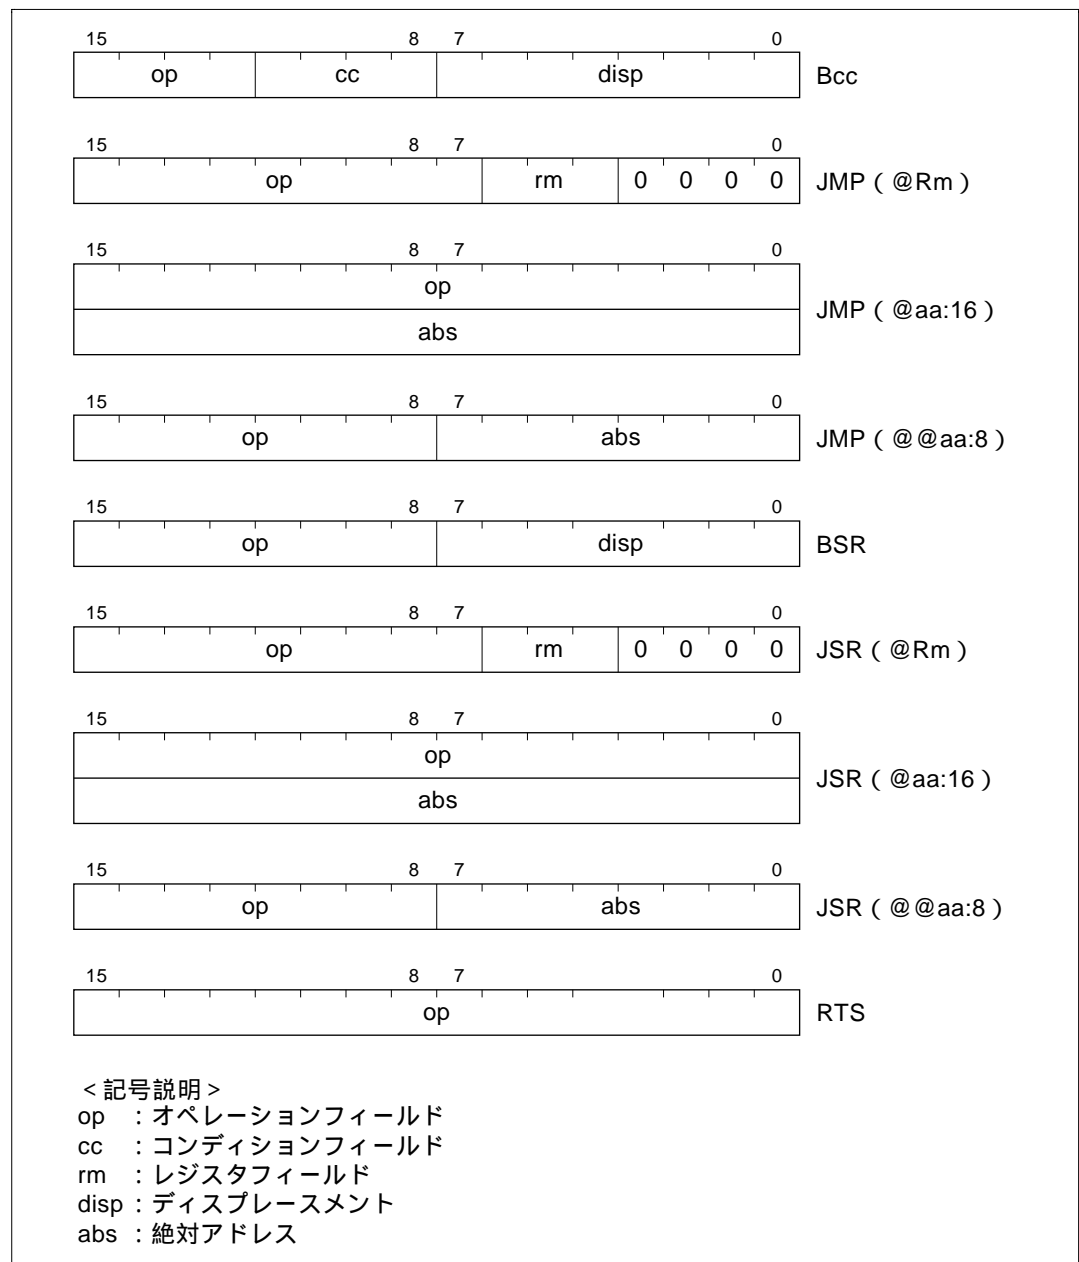 15 8 7 0
op cc disp Bcc
15 8 7 0
op rm 0 0 0 0 JMP(@Rm)
15 8 7 0
op
abs
JMP(@aa:16)
15 8 7 0
op abs JMP(@@aa:8)
15 8 7 0
op disp BSR
15 8 7 0
op rm 0 0 0 0 JSR(@Rm)
15 8 7 0
op
abs
JSR(@aa:16)
15 8 7 0
op abs JSR(@@aa:8)
15 8 7 0
op RTS
<記号説明>
op :オペレーションフィールド
cc :コンディションフィールド
rm :レジスタフィールド
disp:ディスプレースメント
abs :絶対アドレス